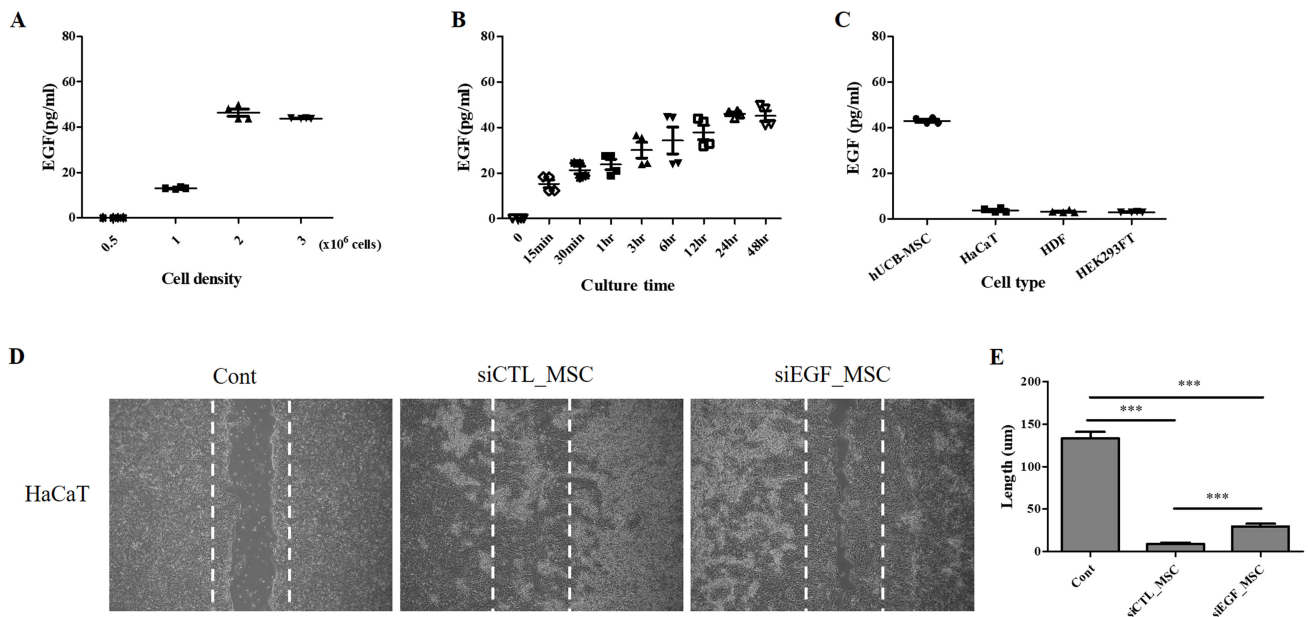 A
EGF(pg/ml)
80
60
40
20
0
0.5
1
2
3
(x10⁶ cells)
Cell density
B
EGF(pg/ml)
80
60
40
20
0
0
15min
30min
1hr
3hr
6hr
12hr
24hr
48hr
Culture time
C
EGF (pg/ml)
80
60
40
20
0
hUCB-MSC
HaCaT
HDF
HEK293FT
Cell type
D
Cont
siCTL_MSC
siEGF_MSC
HaCaT
E
Length (um)
200
150
100
50
0
***
***
***
Cont
siCTL_MSC
siEGF_MSC